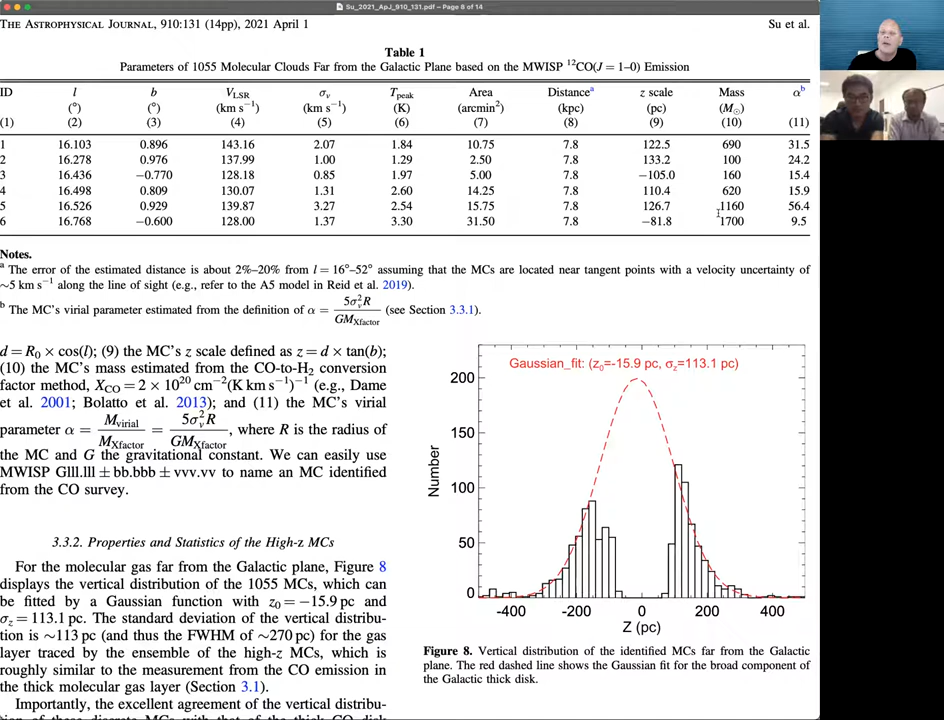 Su_2021_ApJ_910_131.pdf – Page 8 of 14
THE ASTROPHYSICAL JOURNAL, 910:131 (14pp), 2021 April 1
Su et al.
Table 1
Parameters of 1055 Molecular Clouds Far from the Galactic Plane based on the MWISP ¹²CO(J = 1–0) Emission
ID l b V_LSR σ_v T_peak Area Distanceᵃ z scale Mass αᵇ
(°) (°) (km s⁻¹) (km s⁻¹) (K) (arcmin²) (kpc) (pc) (M⊙)
(1) (2) (3) (4) (5) (6) (7) (8) (9) (10) (11)
1 16.103 0.896 143.16 2.07 1.84 10.75 7.8 122.5 690 31.5
2 16.278 0.976 137.99 1.00 1.29 2.50 7.8 133.2 100 24.2
3 16.436 −0.770 128.18 0.85 1.97 5.00 7.8 −105.0 160 15.4
4 16.498 0.809 130.07 1.31 2.60 14.25 7.8 110.4 620 15.9
5 16.526 0.929 139.87 3.27 2.54 15.75 7.8 126.7 1160 56.4
6 16.768 −0.600 128.00 1.37 3.30 31.50 7.8 −81.8 1700 9.5
Notes.
ᵃ The error of the estimated distance is about 2%–20% from l = 16°–52° assuming that the MCs are located near tangent points with a velocity uncertainty of
∼5 km s⁻¹ along the line of sight (e.g., refer to the A5 model in Reid et al. 2019).
ᵇ The MC's virial parameter estimated from the definition of α = 5σ_v²R / GM_Xfactor (see Section 3.3.1).
d = R₀ × cos(l); (9) the MC's z scale defined as z = d × tan(b);
(10) the MC's mass estimated from the CO-to-H₂ conversion
factor method, X_CO = 2 × 10²⁰ cm⁻²(K km s⁻¹)⁻¹ (e.g., Dame
et al. 2001; Bolatto et al. 2013); and (11) the MC's virial
parameter α = M_virial / M_Xfactor = 5σ_v²R / GM_Xfactor, where R is the radius of
the MC and G the gravitational constant. We can easily use
MWISP Glll.lll ± bb.bbb ± vvv.vv to name an MC identified
from the CO survey.
3.3.2. Properties and Statistics of the High-z MCs
For the molecular gas far from the Galactic plane, Figure 8
displays the vertical distribution of the 1055 MCs, which can
be fitted by a Gaussian function with z₀ = −15.9 pc and
σ_z = 113.1 pc. The standard deviation of the vertical distribu-
tion is ∼113 pc (and thus the FWHM of ∼270 pc) for the gas
layer traced by the ensemble of the high-z MCs, which is
roughly similar to the measurement from the CO emission in
the thick molecular gas layer (Section 3.1).
Importantly, the excellent agreement of the vertical distribu-
tion of these discrete MCs with that of the thick CO disk
Gaussian_fit: (z₀=-15.9 pc, σ_z=113.1 pc)
200
150
100
50
0
Number
-400 -200 0 200 400
Z (pc)
Figure 8. Vertical distribution of the identified MCs far from the Galactic
plane. The red dashed line shows the Gaussian fit for the broad component of
the Galactic thick disk.